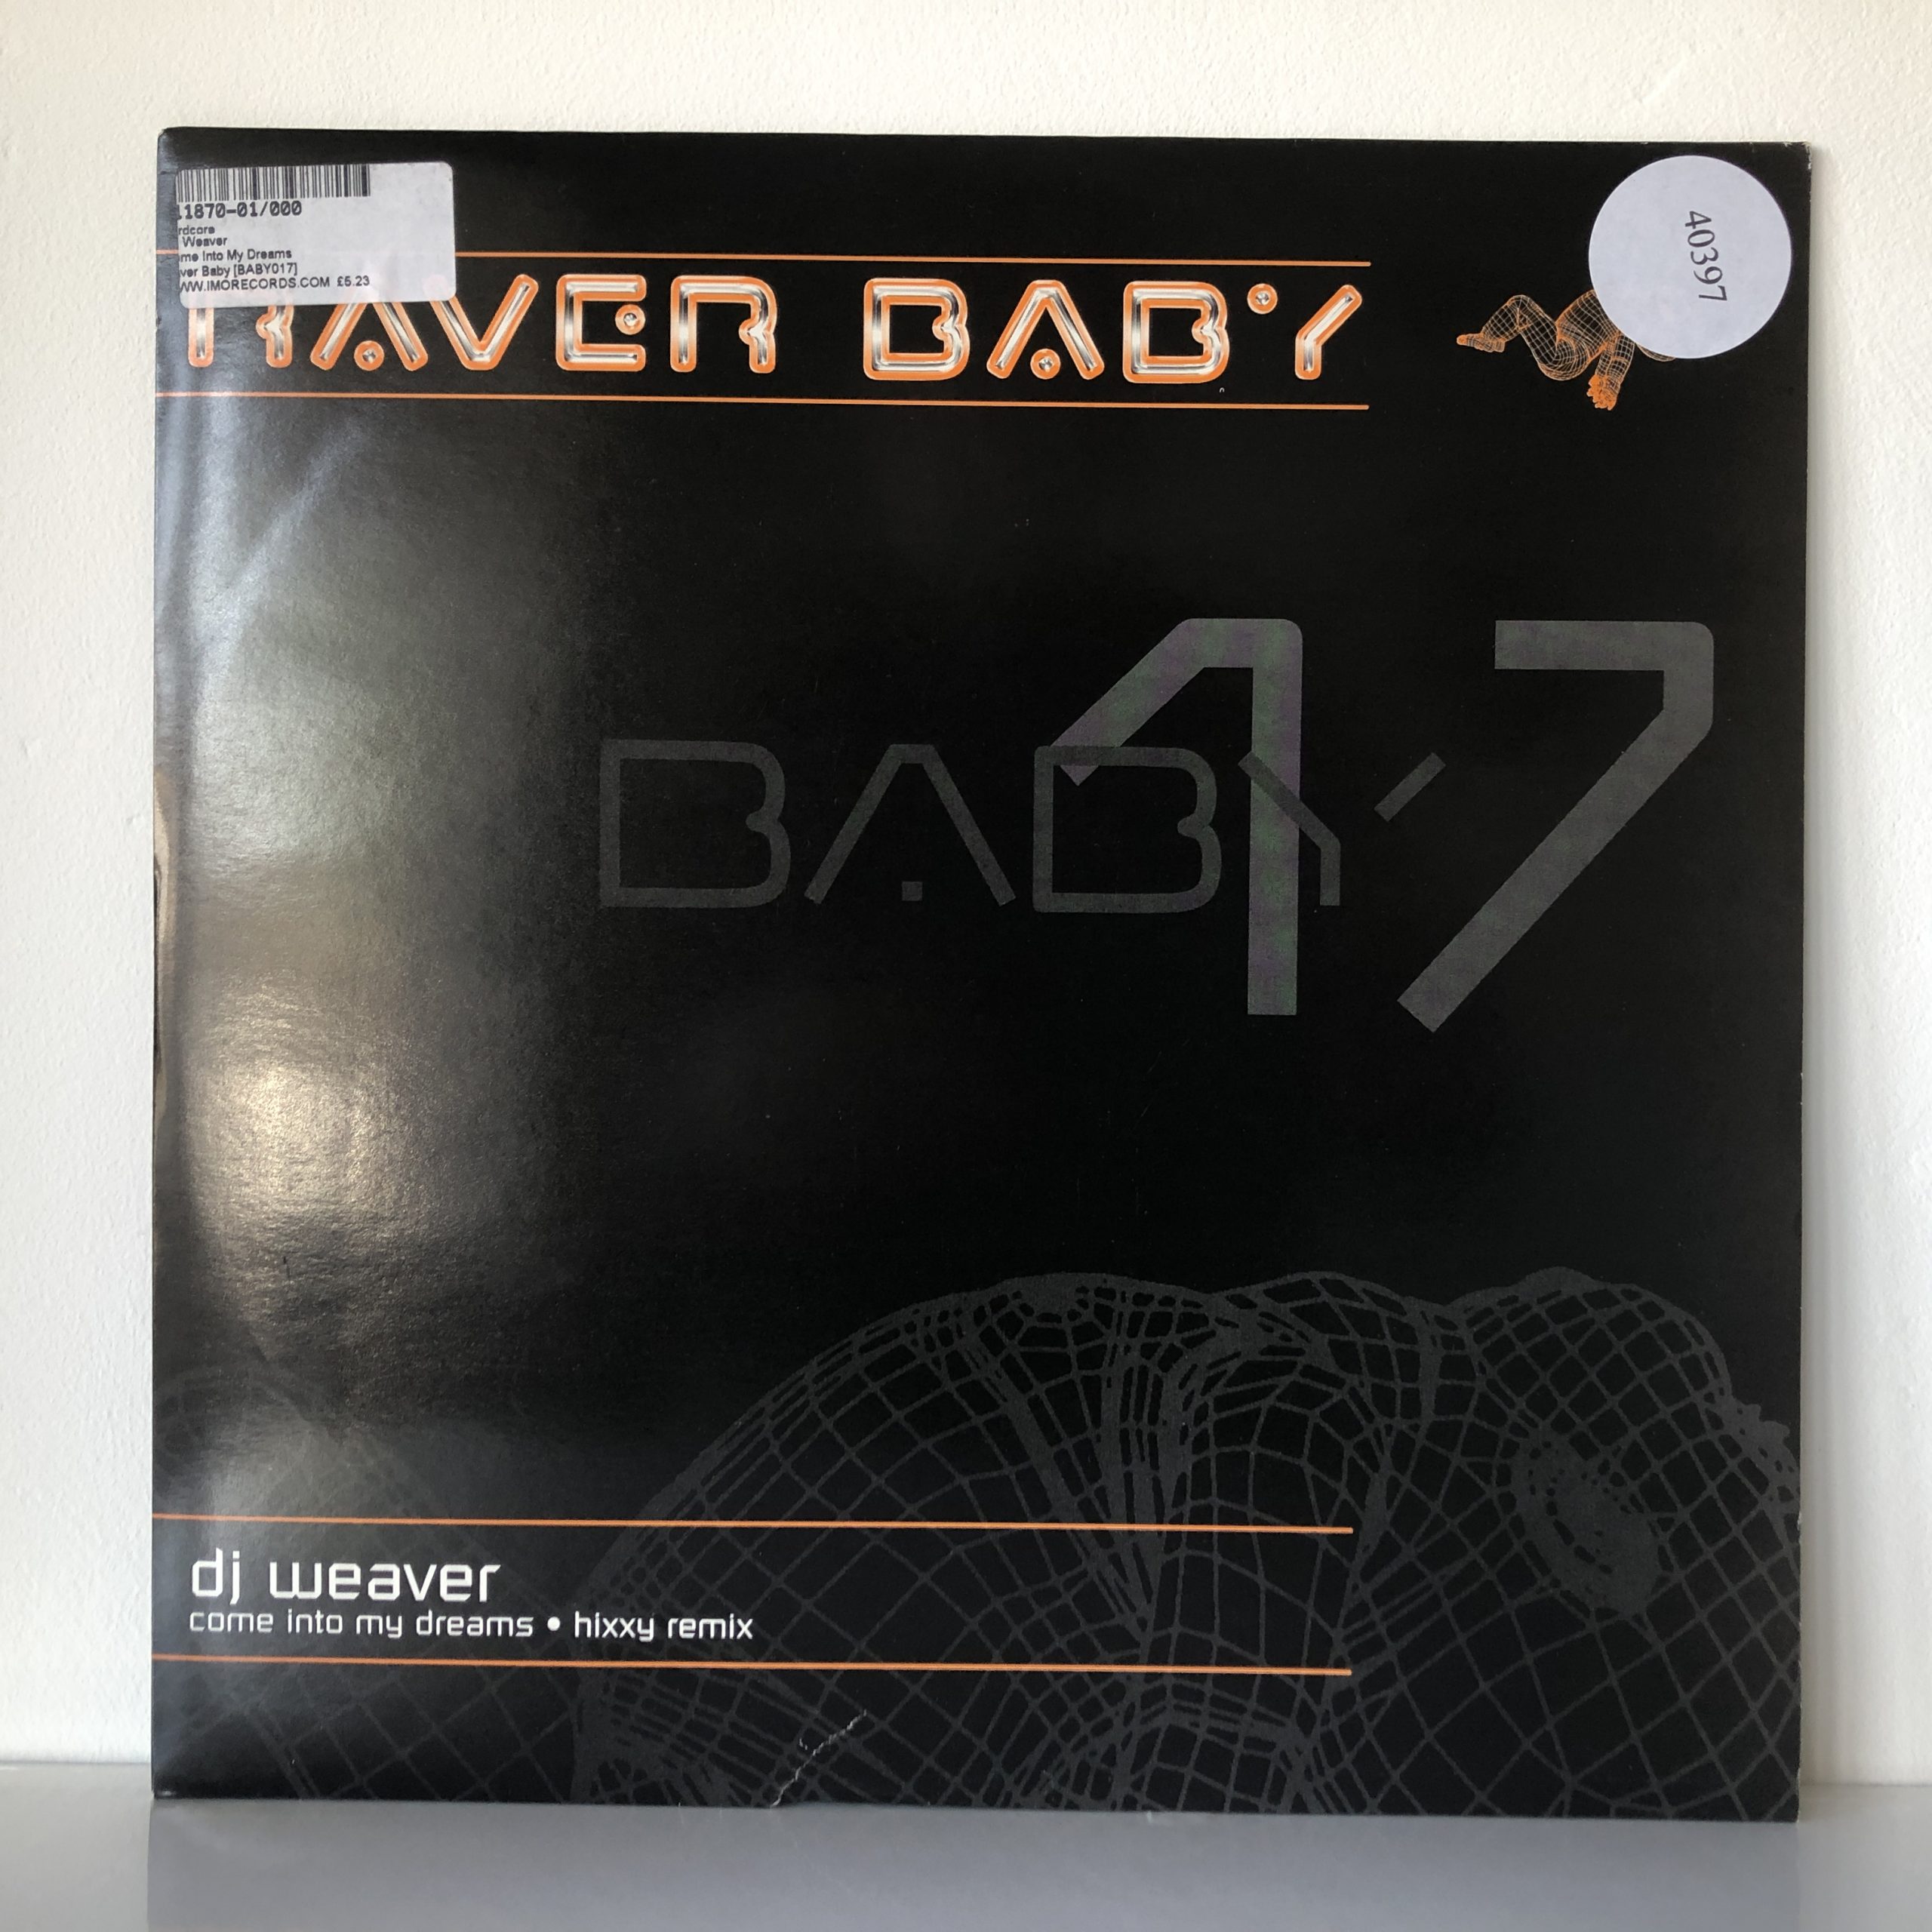 11870-01/000
rdcore
Weaver
me Into My Dreams
ver Baby [BABY017]
WW.IMORECORDS.COM £5.23
40397
RAVER BABY
BABY 17
dj weaver
come into my dreams • hixxy remix